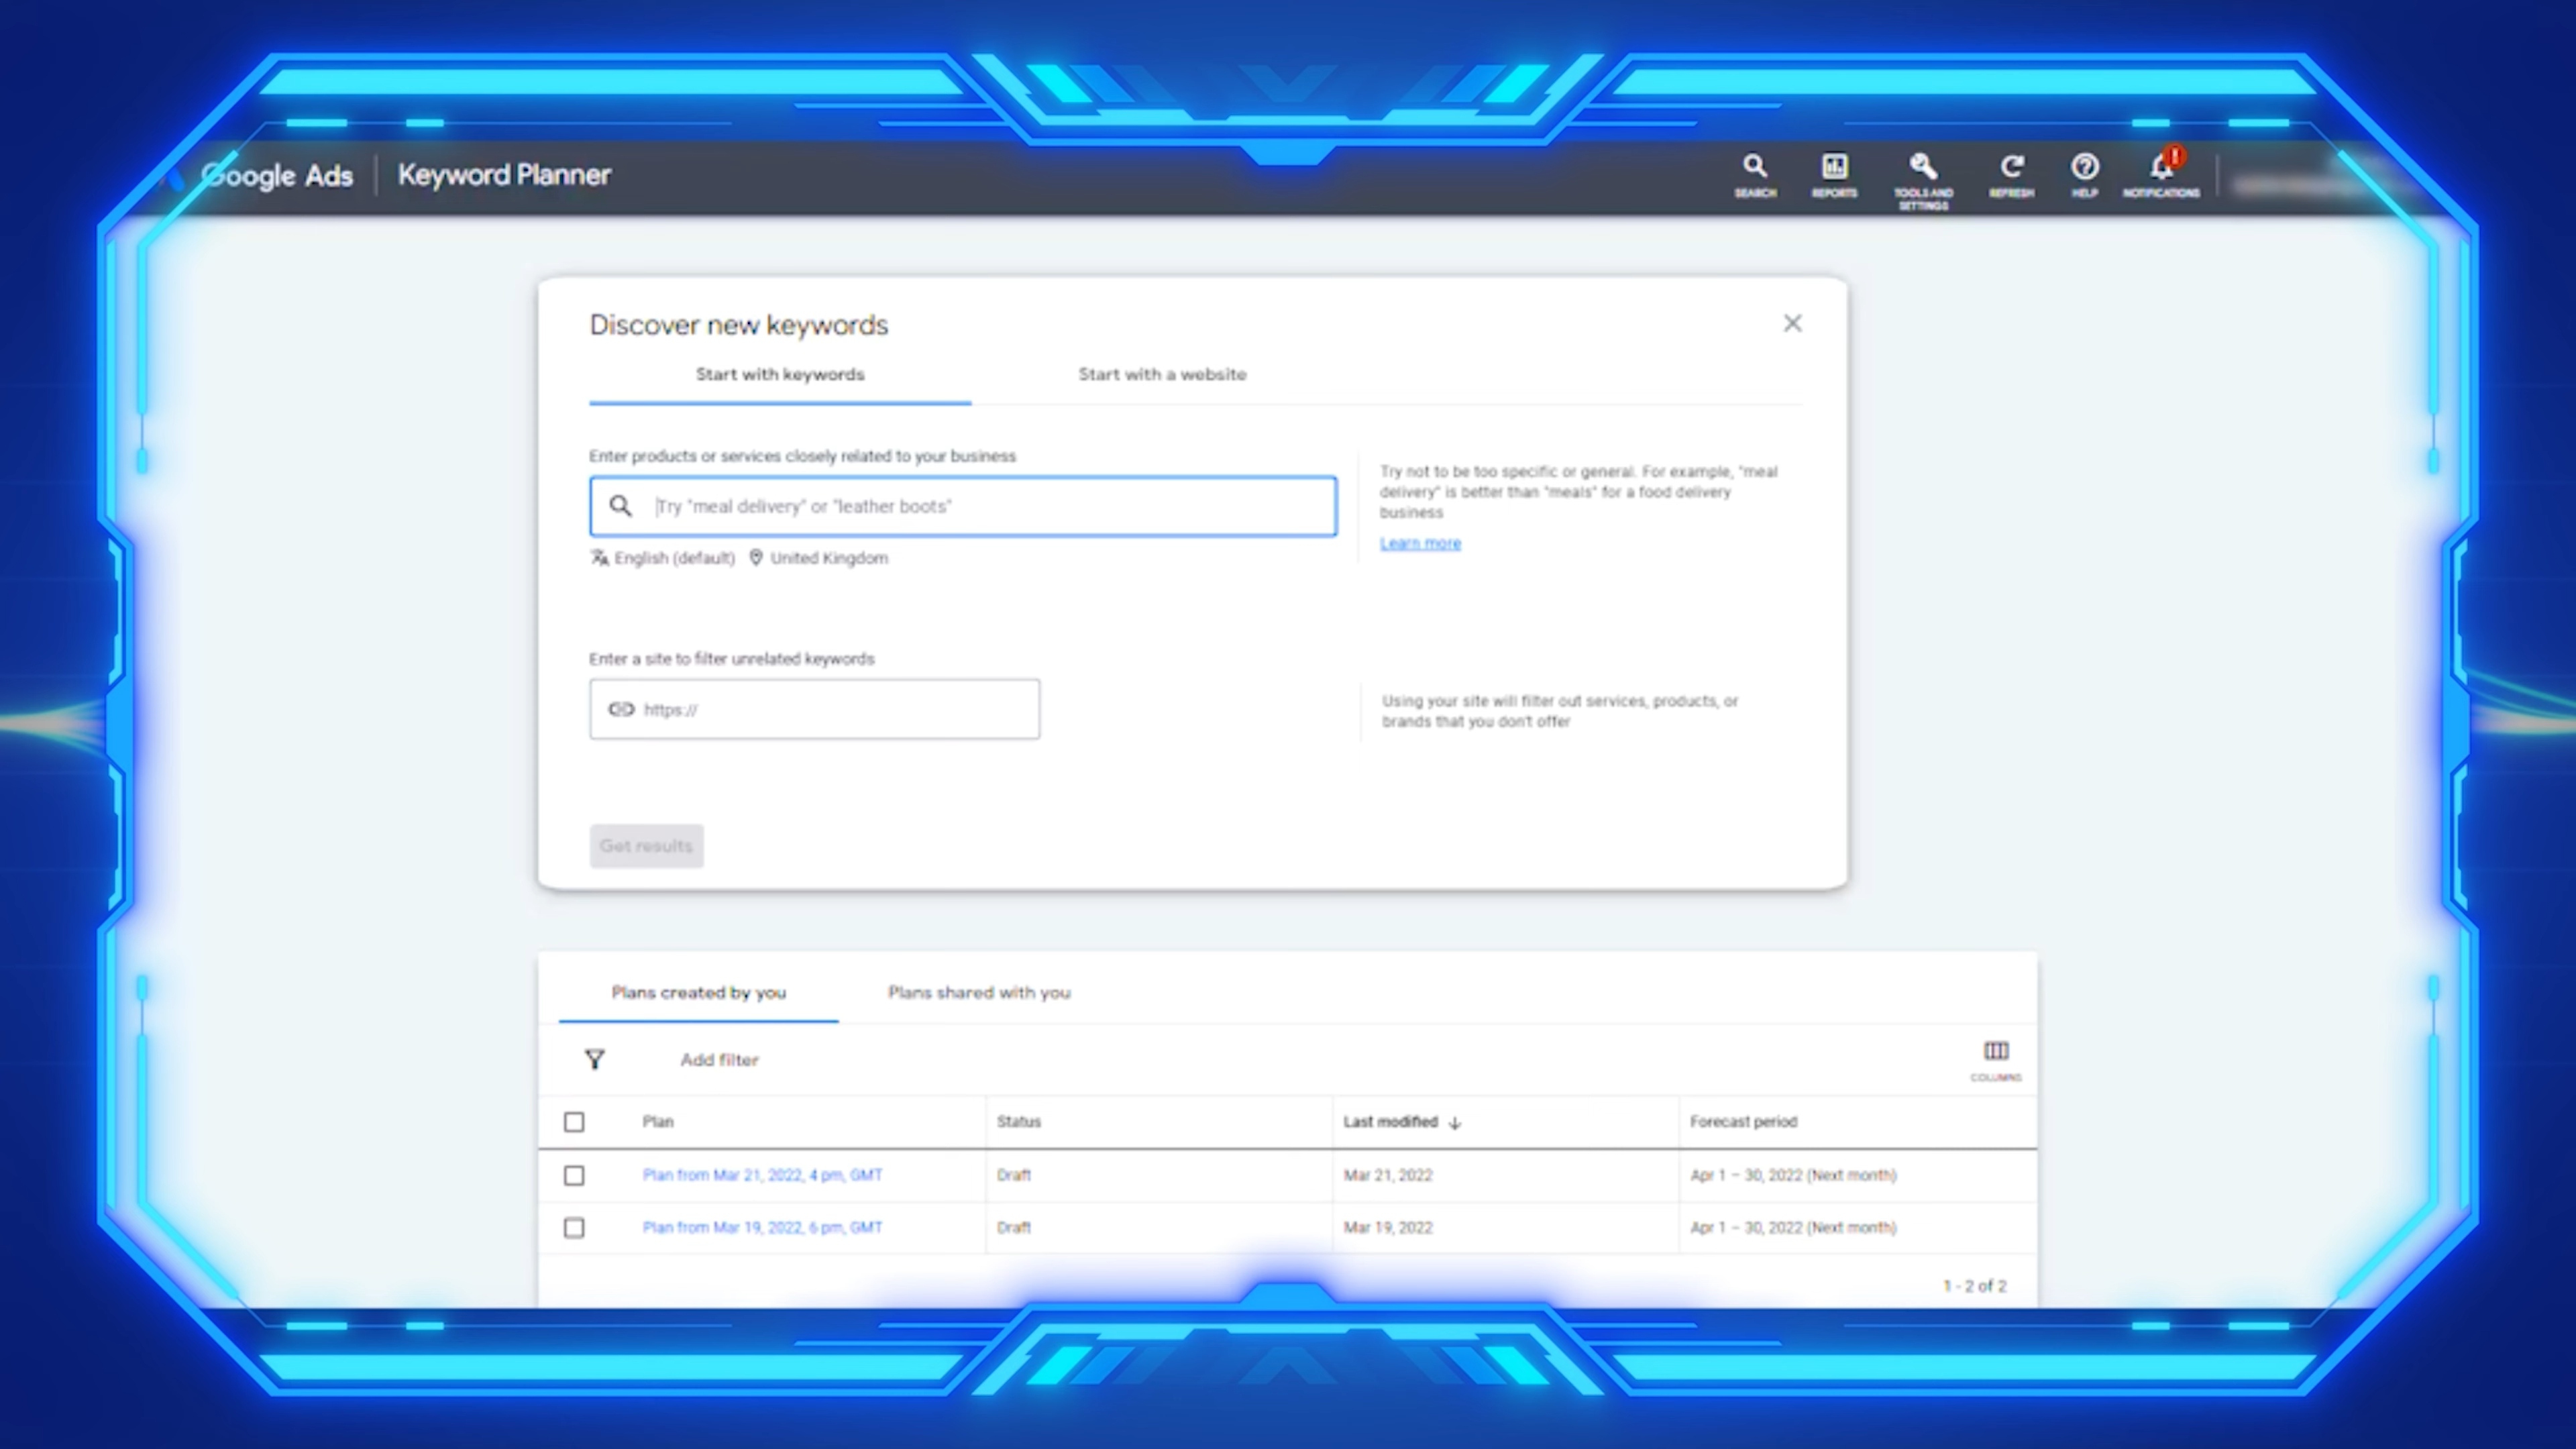 Google Ads | Keyword Planner
SEARCH
REPORTS
TOOLS AND
SETTINGS
REFRESH
HELP
!
NOTIFICATIONS
Discover new keywords
Start with keywords
Start with a website
Enter products or services closely related to your business
Try "meal delivery" or "leather boots"
English (default)
United Kingdom
Try not to be too specific or general. For example, "meal
delivery" is better than "meals" for a food delivery
business
Learn more
Enter a site to filter unrelated keywords
https://
Using your site will filter out services, products, or
brands that you don't offer
Get results
Plans created by you
Plans shared with you
Add filter
COLUMNS
Plan
Status
Last modified
Forecast period
Plan from Mar 21, 2022, 4 pm, GMT
Draft
Mar 21, 2022
Apr 1 – 30, 2022 (Next month)
Plan from Mar 19, 2022, 6 pm, GMT
Draft
Mar 19, 2022
Apr 1 – 30, 2022 (Next month)
1 - 2 of 2